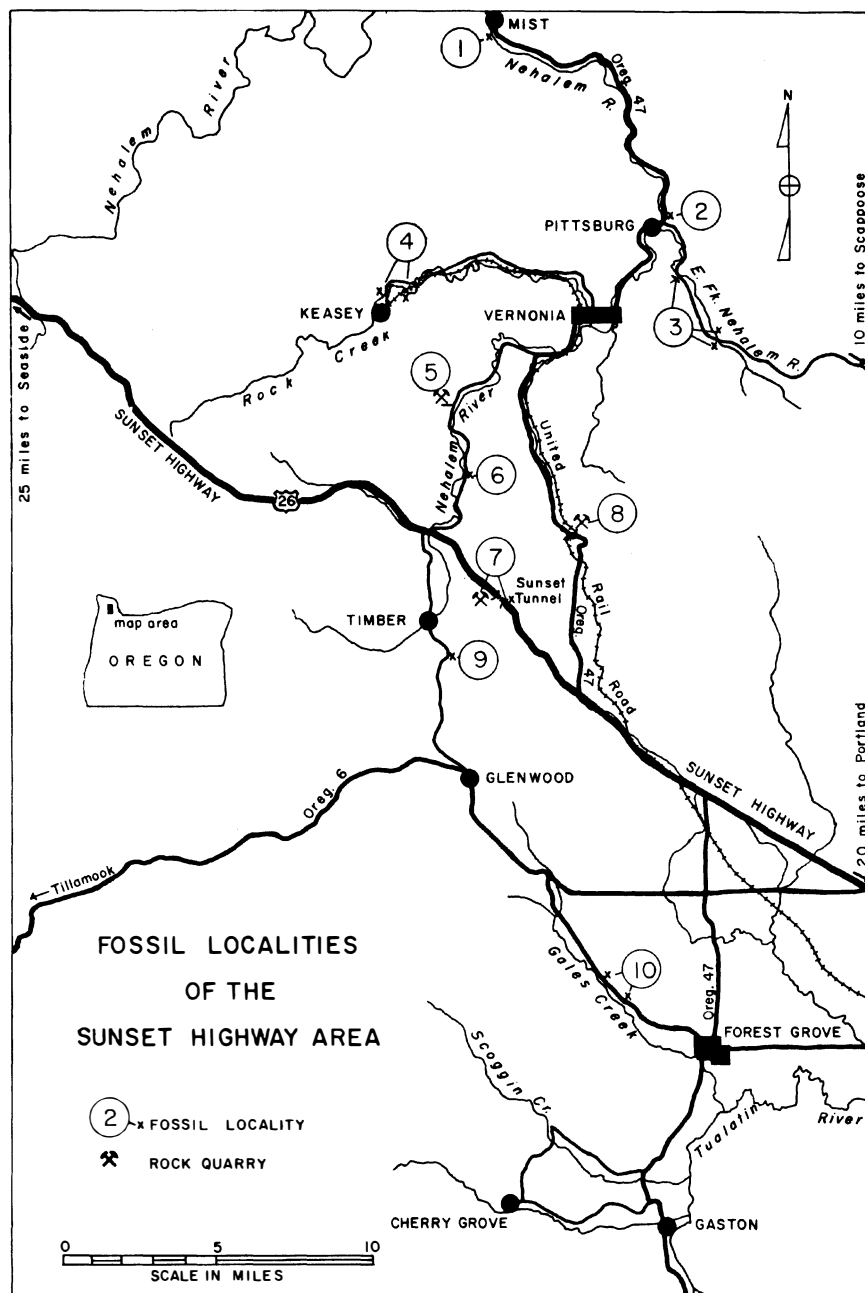 MIST
1
Nehalem R.
Oreg. 47
Nehalem River
N
10 miles to Scappoose
2
PITTSBURG
4
E. Fk. Nehalem R.
KEASEY
VERNONIA
3
25 miles to Seaside
Rock Creek
5
Nehalem River
SUNSET HIGHWAY
United Rail Road
26
6
8
7
Sunset
Tunnel
Oreg. 47
map area
OREGON
TIMBER
9
GLENWOOD
SUNSET HIGHWAY
Oreg. 6
20 miles to Portland
Tillamook
FOSSIL LOCALITIES
OF THE
SUNSET HIGHWAY AREA
Gales Creek
10
Oreg. 47
FOREST GROVE
Scoggin Cr.
Tualatin River
2 x FOSSIL LOCALITY
ROCK QUARRY
CHERRY GROVE
GASTON
0 5 10
SCALE IN MILES